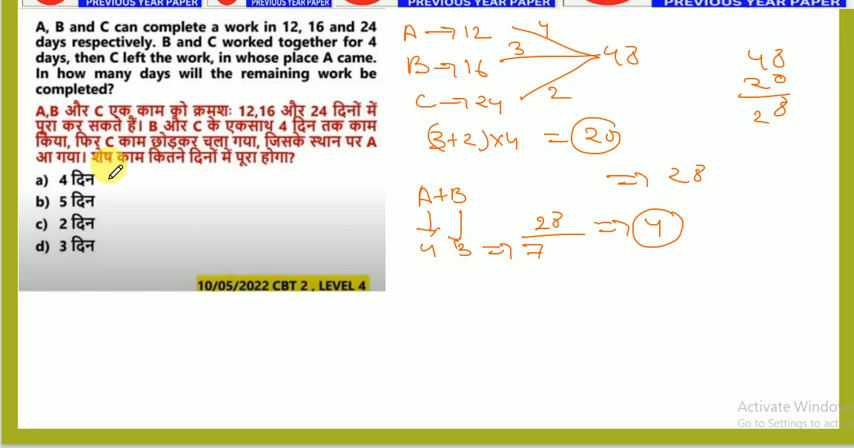 PREVIOUS YEAR PAPER
PREVIOUS YEAR PAPER
PREVIOUS YEAR PAPER
PREVIOUS YEAR PAPER
A, B and C can complete a work in 12, 16 and 24
days respectively. B and C worked together for 4
days, then C left the work, in whose place A came.
In how many days will the remaining work be
completed?
A,B और C एक काम को क्रमशः 12,16 और 24 दिनों में
पूरा कर सकते हैं। B और C के एकसाथ 4 दिन तक काम
किया, फिर C काम छोड़कर चला गया, जिसके स्थान पर A
आ गया। शेष काम कितने दिनों में पूरा होगा?
a) 4 दिन
b) 5 दिन
c) 2 दिन
d) 3 दिन
10/05/2022 CBT 2 , LEVEL 4
A → 12 4
B → 16 3 48
C → 24 2
(3+2)×4 = 20
⇒ 28
A+B
4 3 ⇒ 28/7 ⇒ 4
48
20
28
Activate Window
Go to Settings to activ